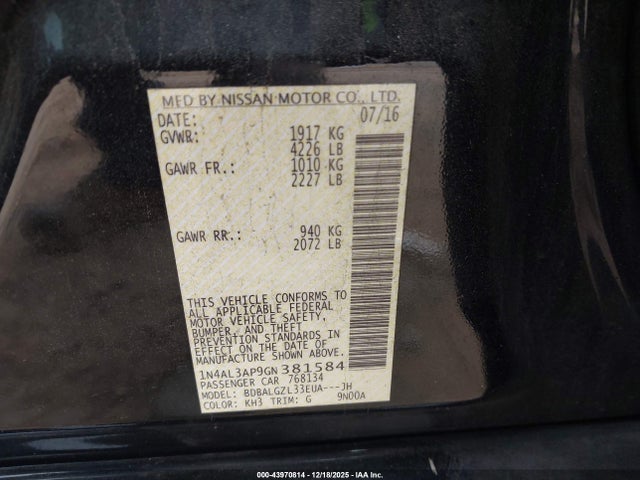 MFD BY NISSAN MOTOR CO., LTD.
DATE: 07/16
GVWR: 1917 KG
4226 LB
GAWR FR.: 1010 KG
2227 LB
GAWR RR.: 940 KG
2072 LB
THIS VEHICLE CONFORMS TO
ALL APPLICABLE FEDERAL
MOTOR VEHICLE SAFETY,
BUMPER, AND THEFT
PREVENTION STANDARDS IN
EFFECT ON THE DATE OF
MANUFACTURE SHOWN ABOVE.
1N4AL3AP9GN381584
PASSENGER CAR 768134
MODEL: BDBALGZL33EUA---JH
COLOR: KH3 TRIM: G 9N00A
000-43970814 | 12/18/2025 | IAA Inc.